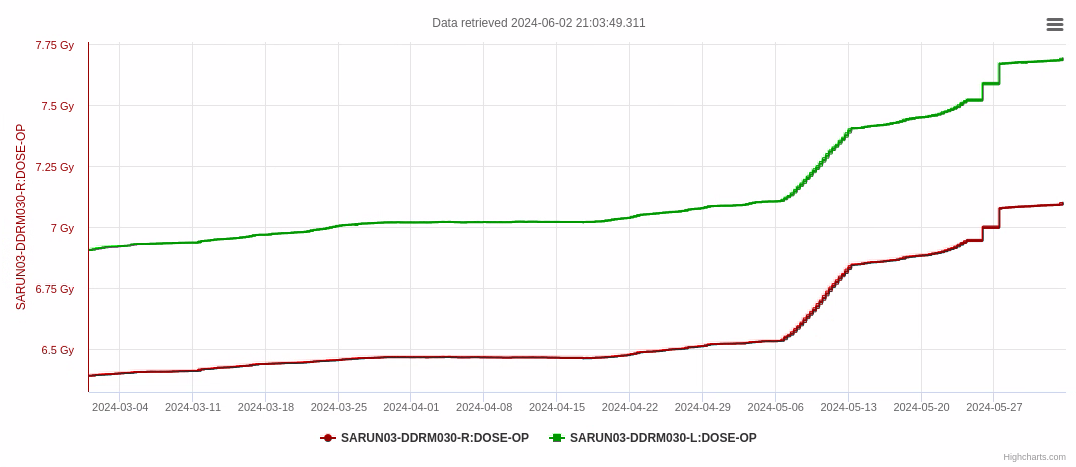 Data retrieved 2024-06-02 21:03:49.311
SARUN03-DDRM030-R:DOSE-OP
7.75 Gy
7.5 Gy
7.25 Gy
7 Gy
6.75 Gy
6.5 Gy
2024-03-04 2024-03-11 2024-03-18 2024-03-25 2024-04-01 2024-04-08 2024-04-15 2024-04-22 2024-04-29 2024-05-06 2024-05-13 2024-05-20 2024-05-27
SARUN03-DDRM030-R:DOSE-OP SARUN03-DDRM030-L:DOSE-OP
Highcharts.com